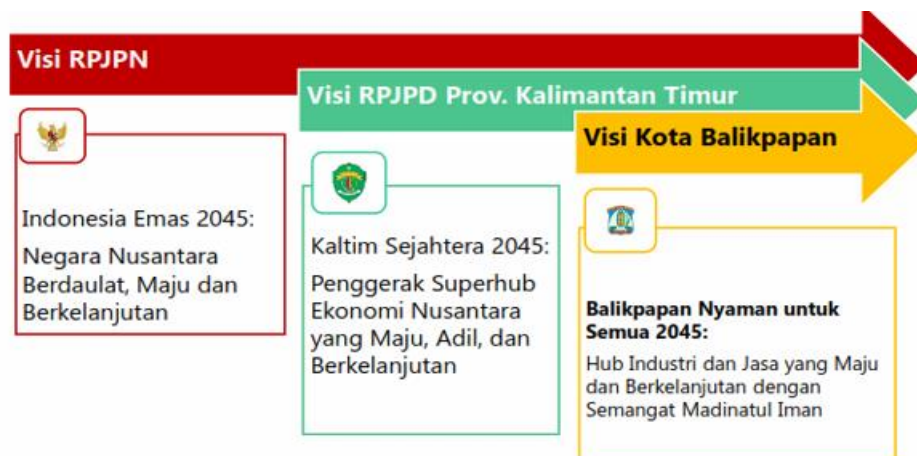 Visi RPJPN
Visi RPJPD Prov. Kalimantan Timur
Visi Kota Balikpapan
Indonesia Emas 2045:
Negara Nusantara
Berdaulat, Maju dan
Berkelanjutan
Kaltim Sejahtera 2045:
Penggerak Superhub
Ekonomi Nusantara
yang Maju, Adil, dan
Berkelanjutan
Balikpapan Nyaman untuk
Semua 2045:
Hub Industri dan Jasa yang Maju
dan Berkelanjutan dengan
Semangat Madinatul Iman